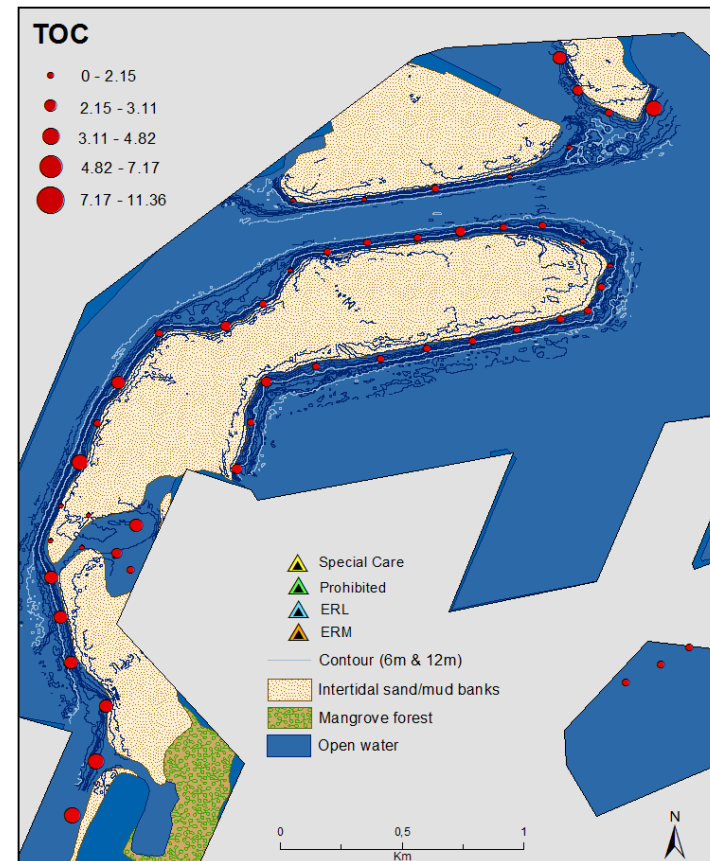 TOC
0 - 2.15
2.15 - 3.11
3.11 - 4.82
4.82 - 7.17
7.17 - 11.36
Special Care
Prohibited
ERL
ERM
Contour (6m & 12m)
Intertidal sand/mud banks
Mangrove forest
Open water
0 0,5 1
Km
N